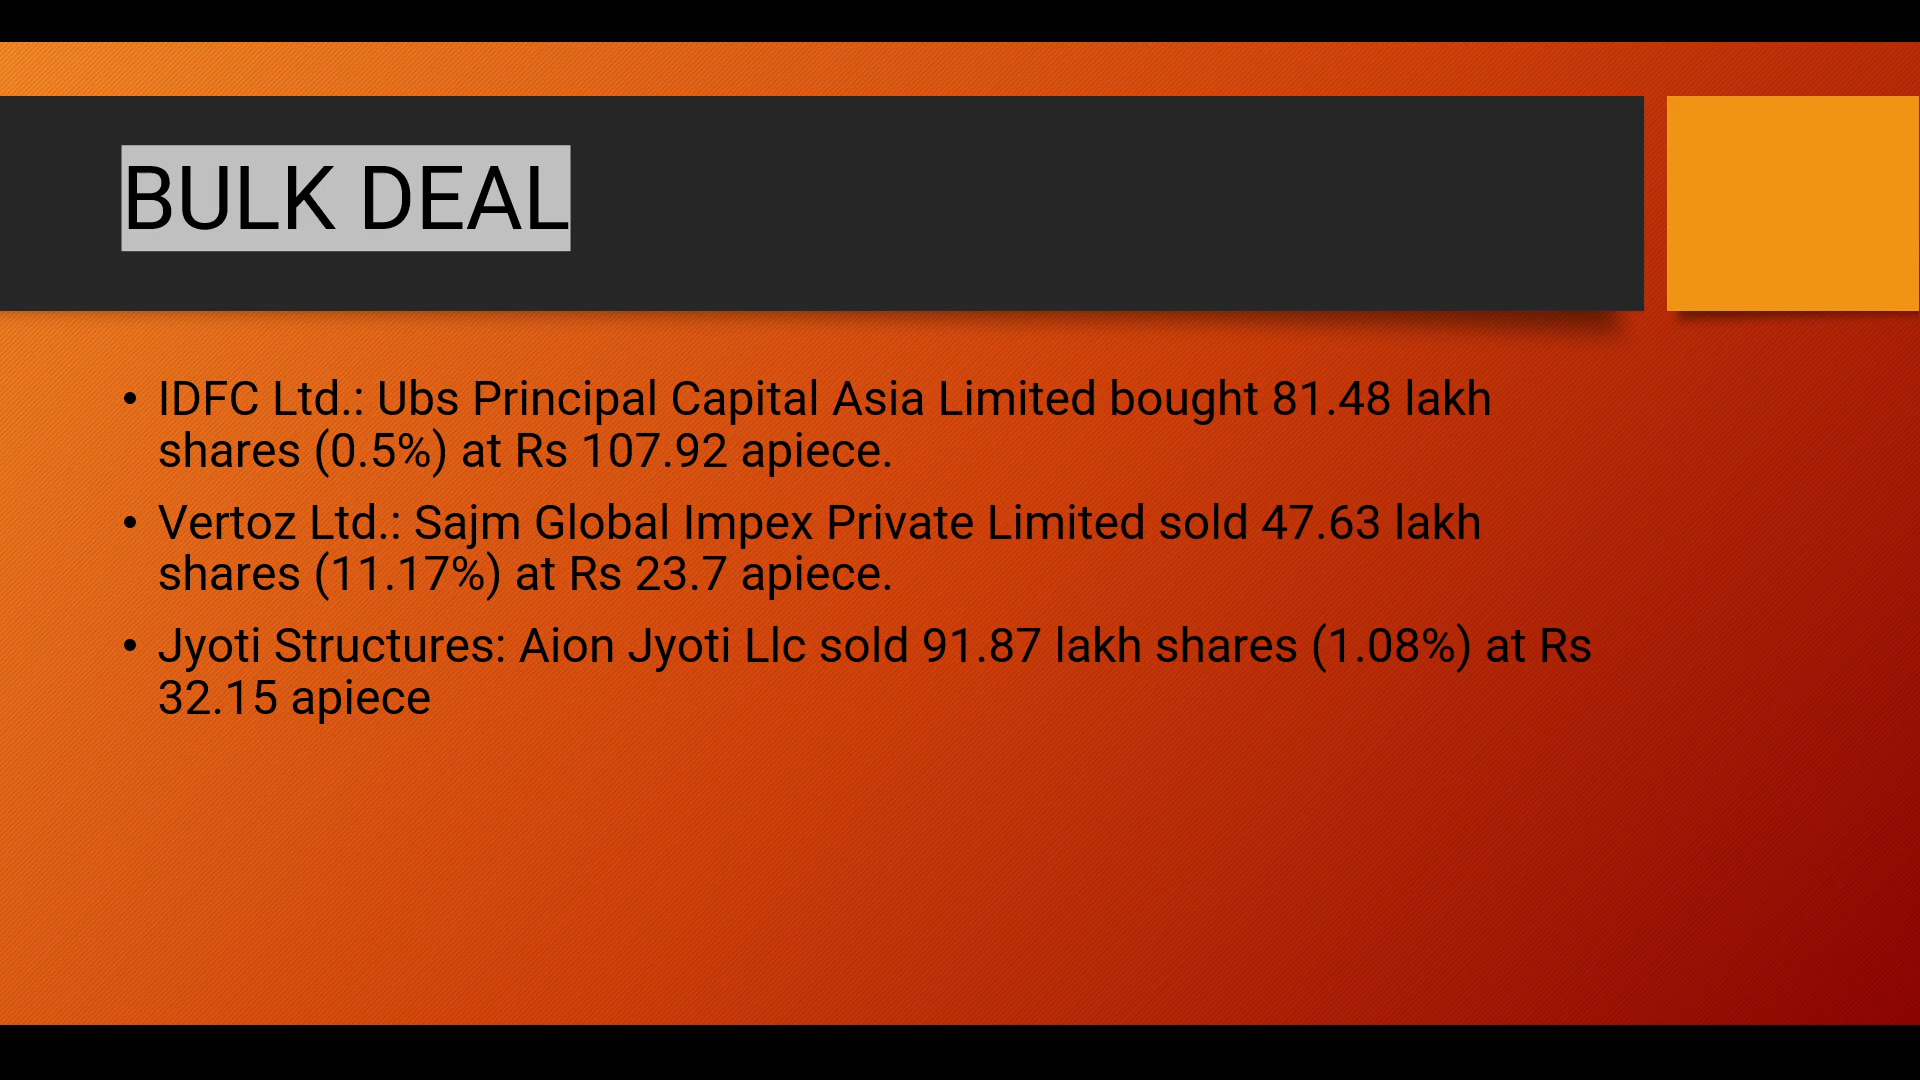 BULK DEAL
• IDFC Ltd.: Ubs Principal Capital Asia Limited bought 81.48 lakh
shares (0.5%) at Rs 107.92 apiece.
• Vertoz Ltd.: Sajm Global Impex Private Limited sold 47.63 lakh
shares (11.17%) at Rs 23.7 apiece.
• Jyoti Structures: Aion Jyoti Llc sold 91.87 lakh shares (1.08%) at Rs
32.15 apiece